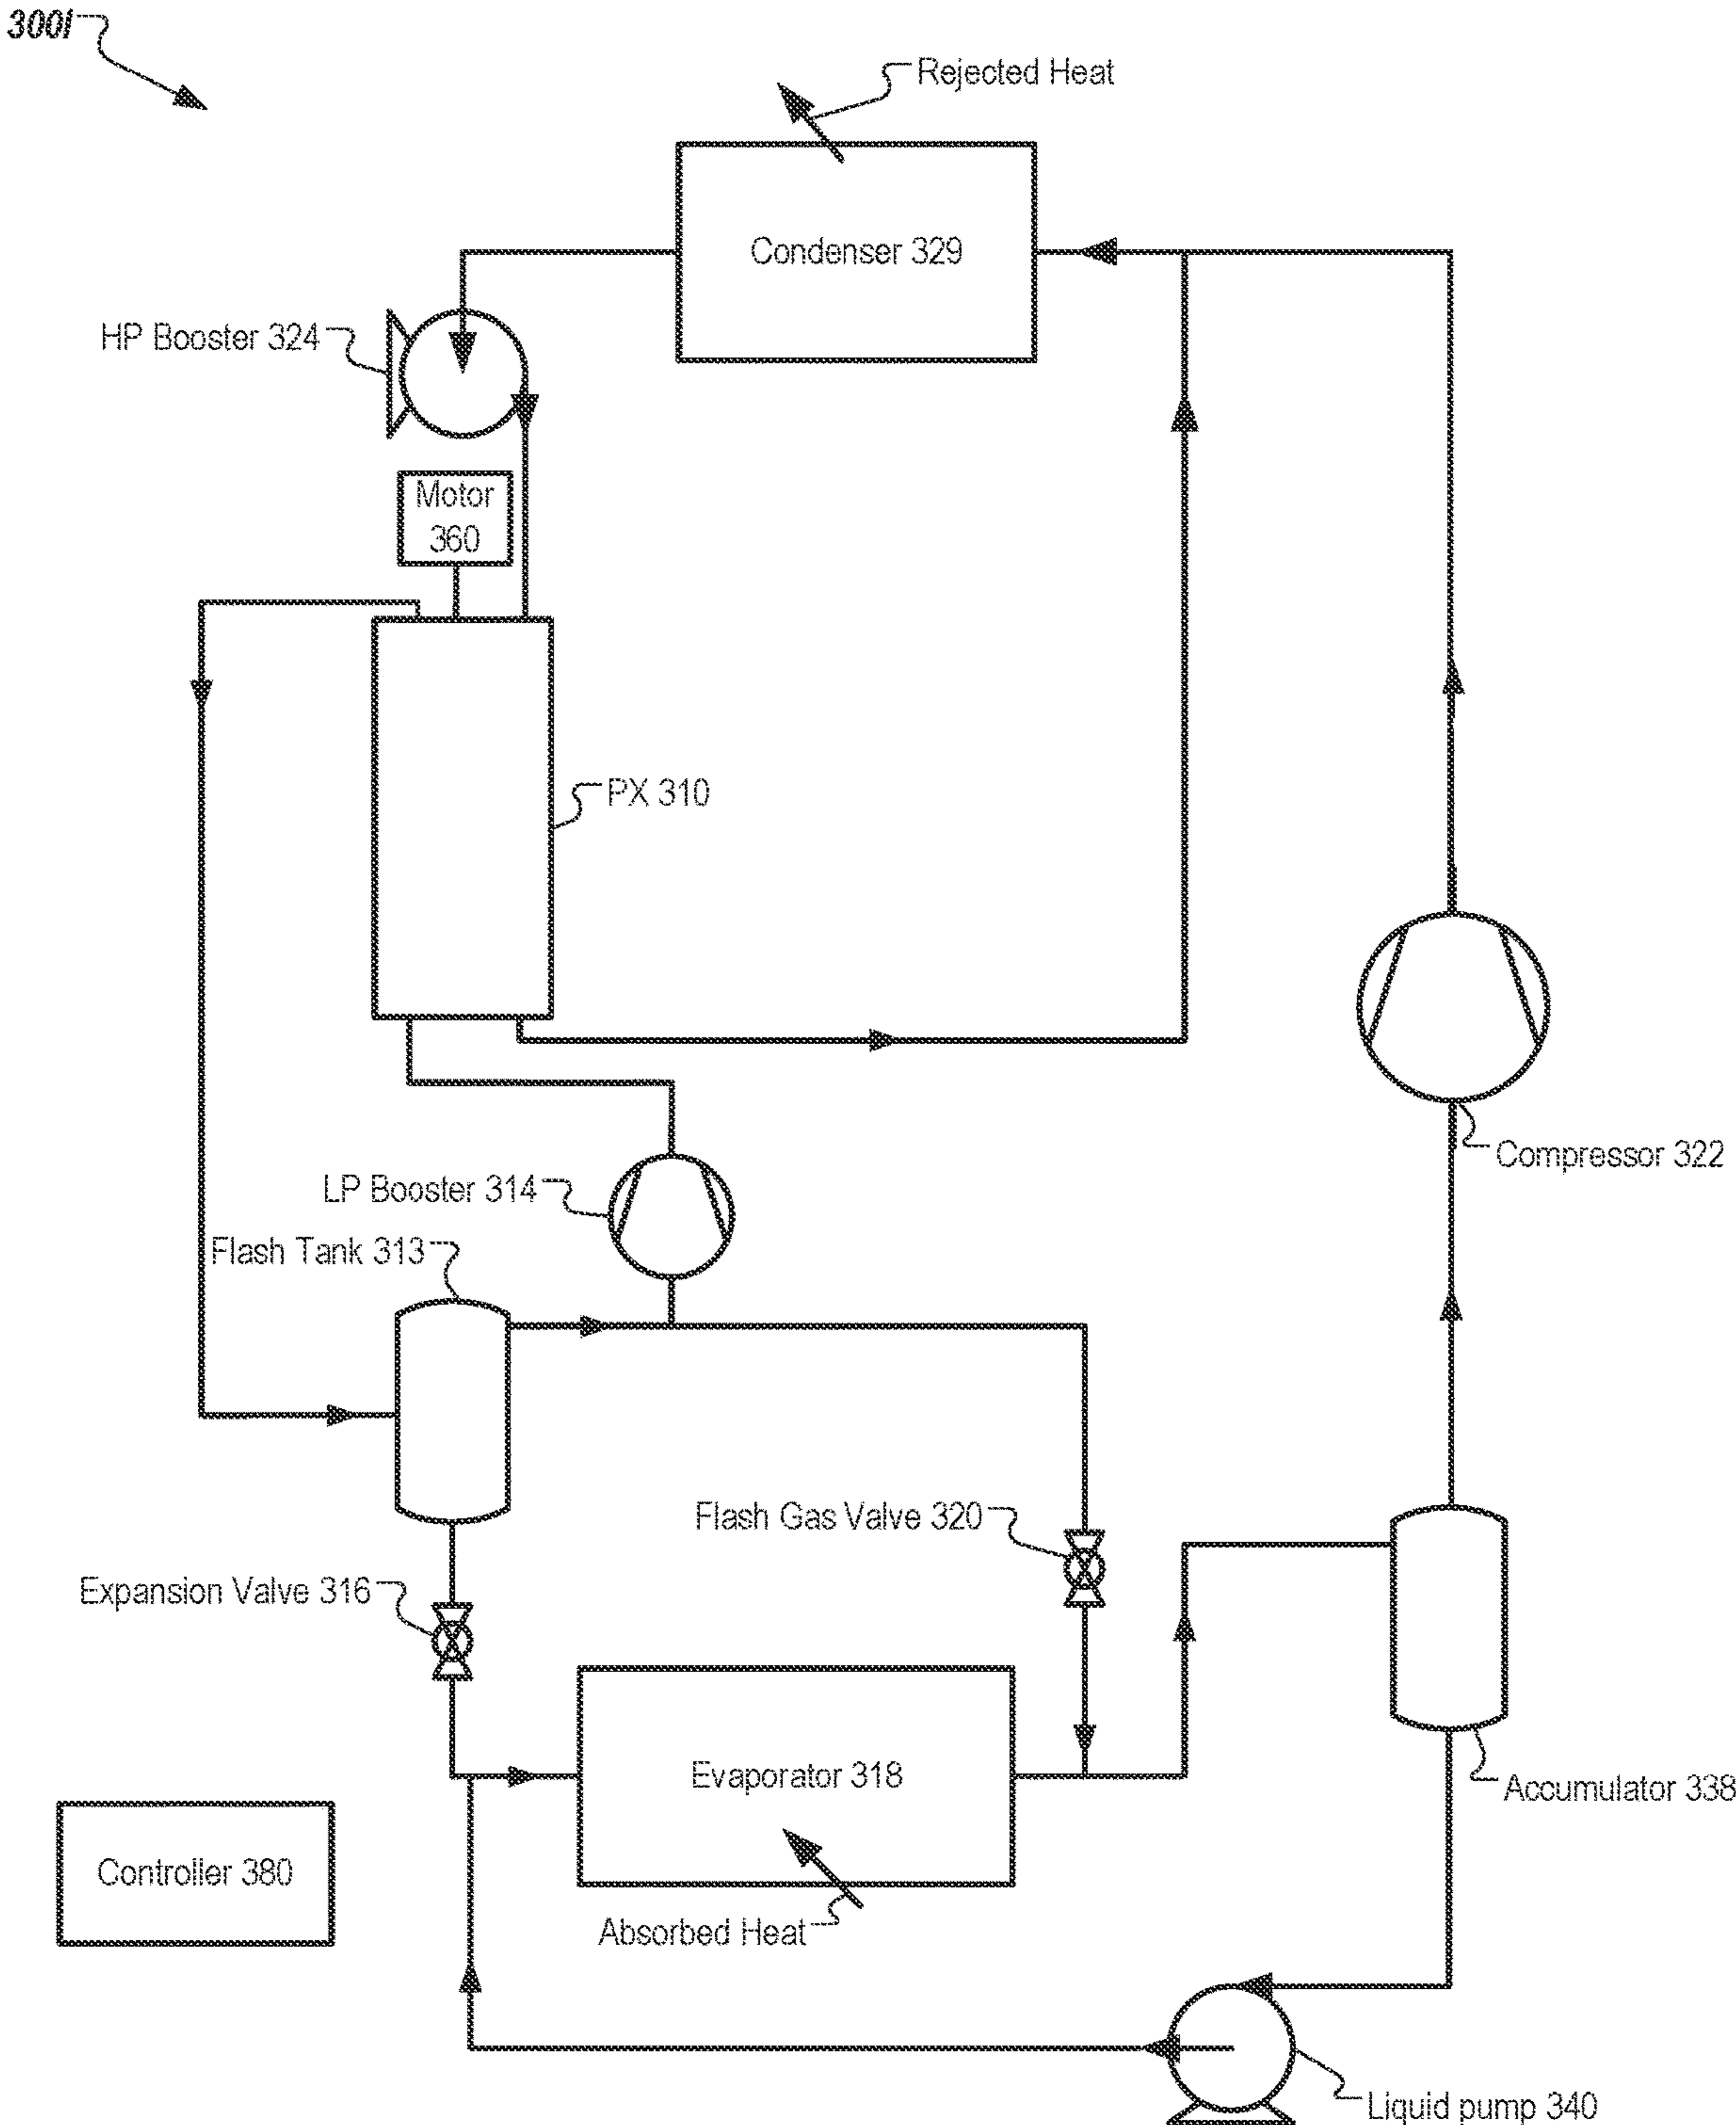 300I
Rejected Heat
Condenser 329
HP Booster 324
Motor
360
PX 310
Compressor 322
LP Booster 314
Flash Tank 313
Flash Gas Valve 320
Expansion Valve 316
Evaporator 318
Accumulator 338
Controller 380
Absorbed Heat
Liquid pump 340